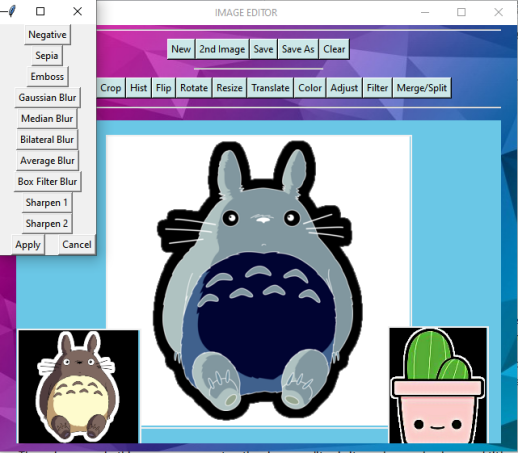 IMAGE EDITOR
New 2nd Image Save Save As Clear
Crop Hist Flip Rotate Resize Translate Color Adjust Filter Merge/Split
Negative
Sepia
Emboss
Gaussian Blur
Median Blur
Bilateral Blur
Average Blur
Box Filter Blur
Sharpen 1
Sharpen 2
Apply Cancel